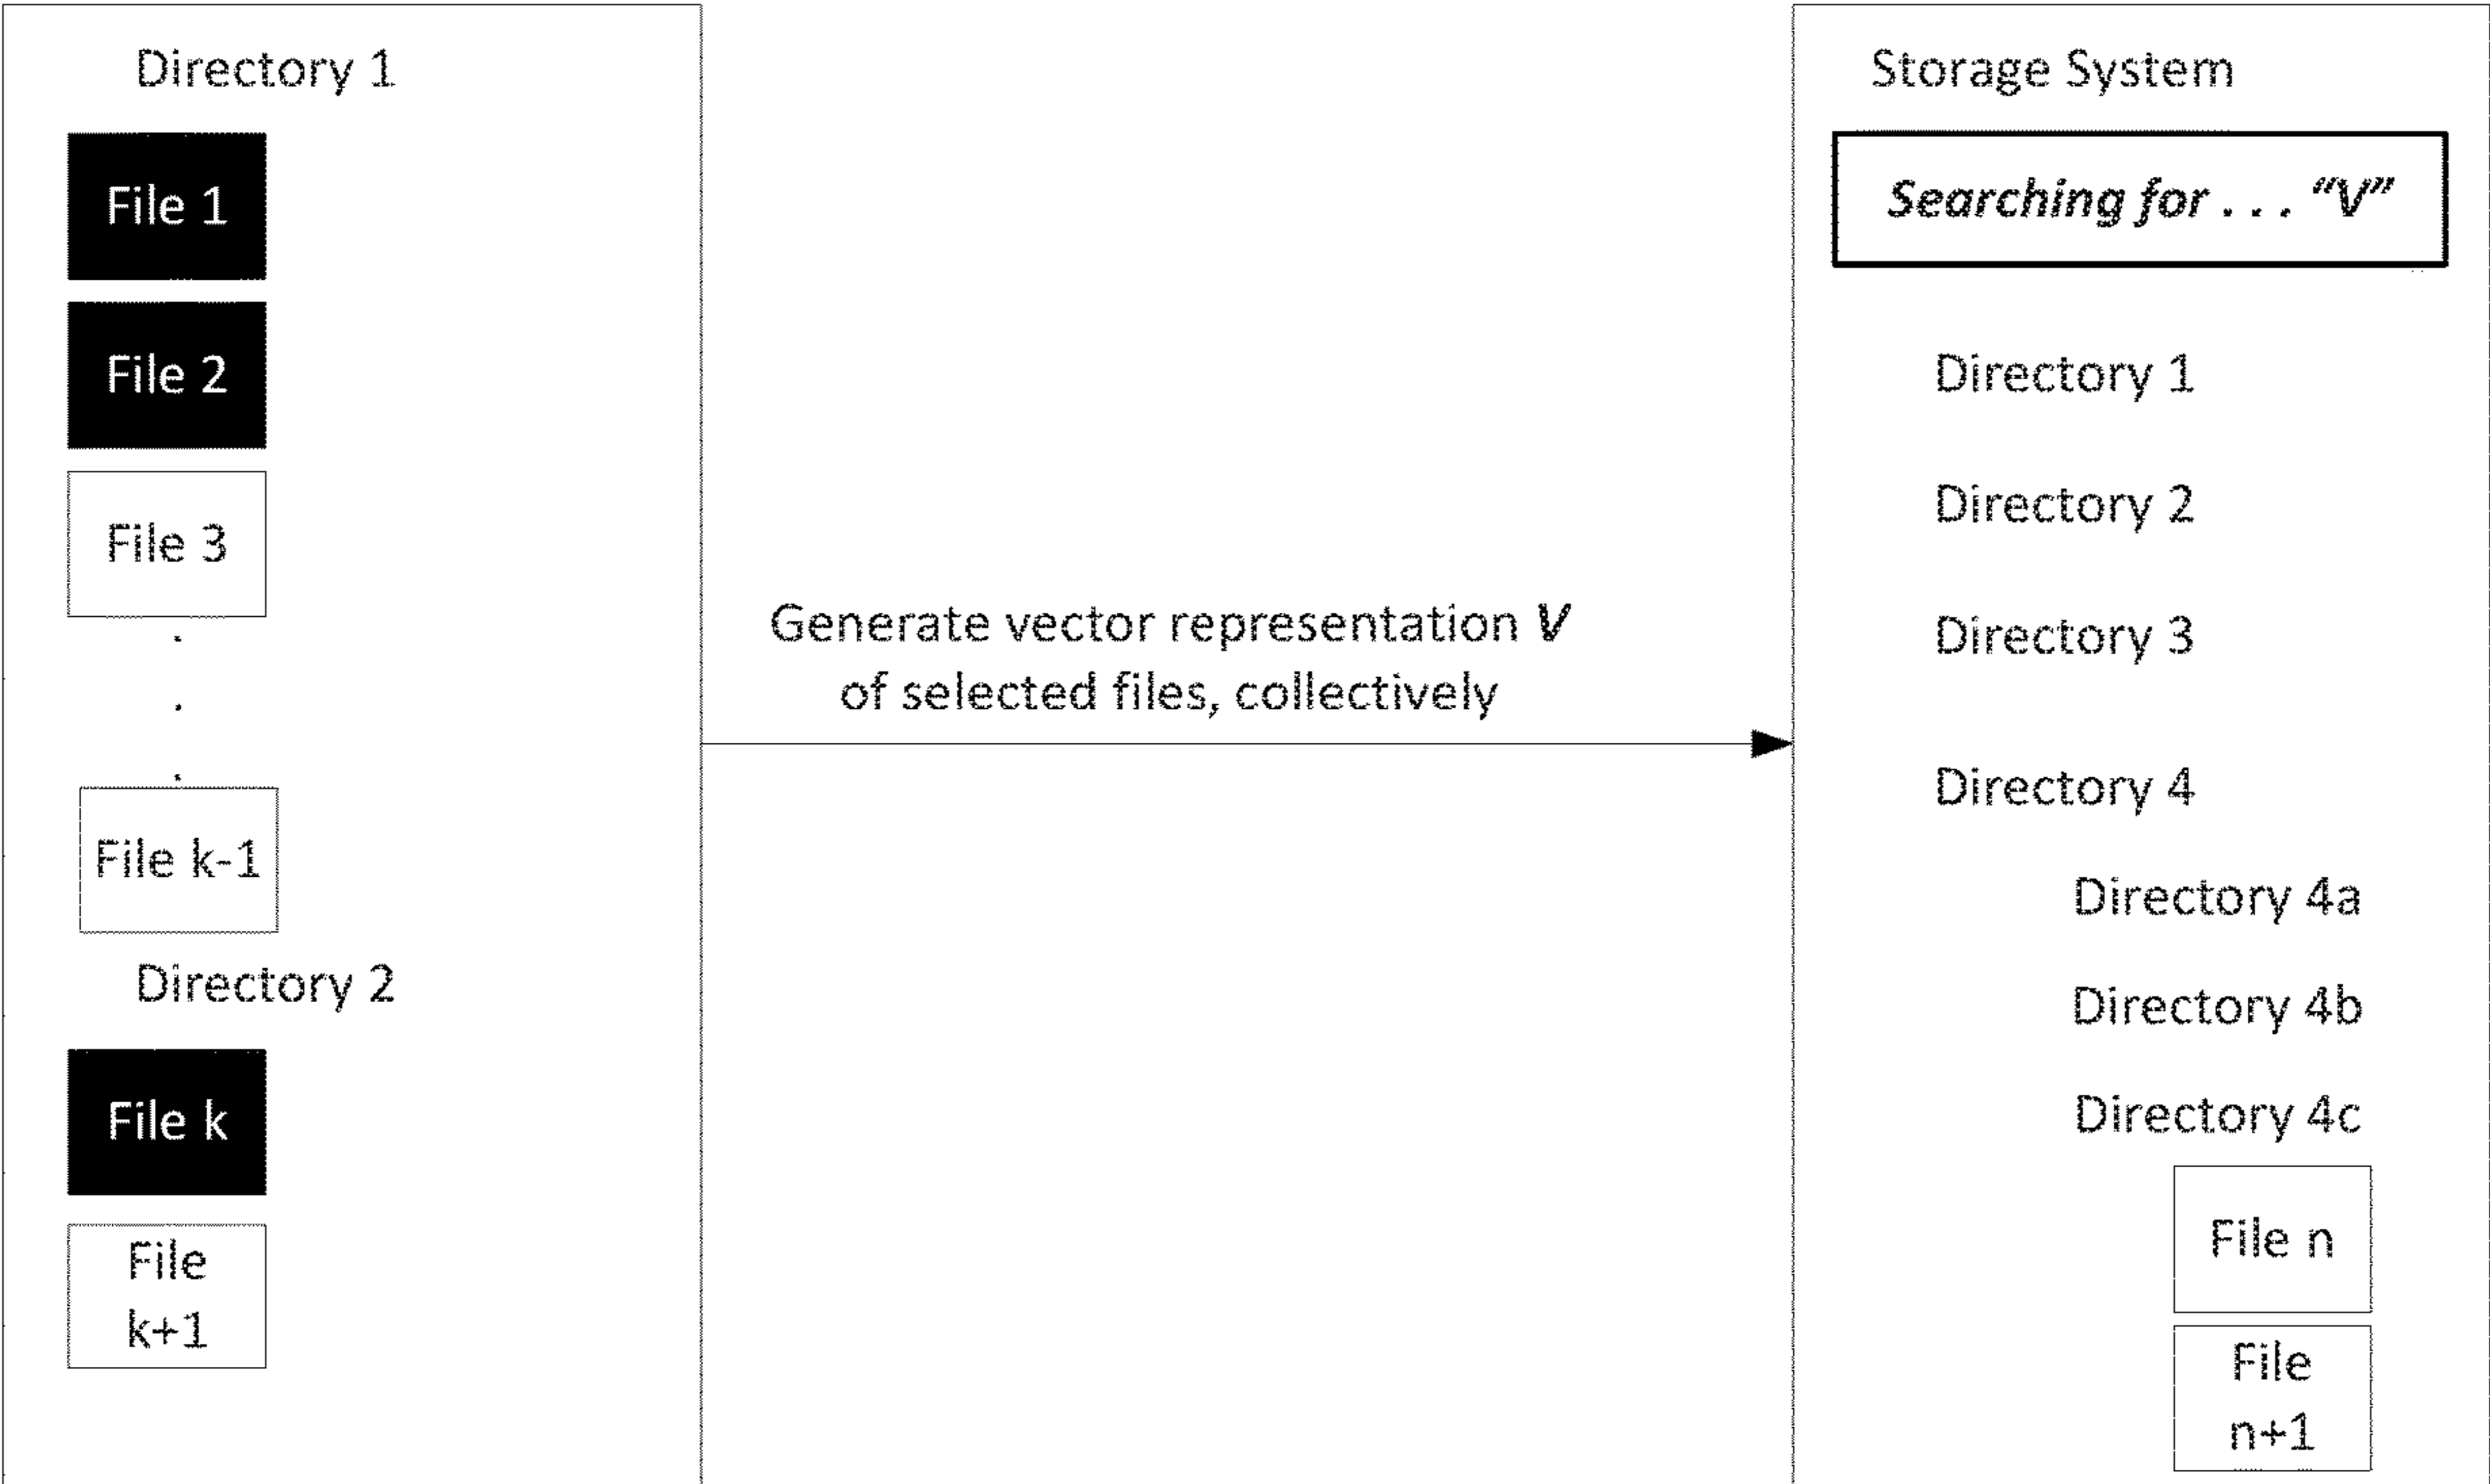 Directory 1
File 1
File 2
File 3
.
.
.
File k-1
Directory 2
File k
File
k+1
Generate vector representation V
of selected files, collectively
Storage System
Searching for . . . “V”
Directory 1
Directory 2
Directory 3
Directory 4
Directory 4a
Directory 4b
Directory 4c
File n
File
n+1